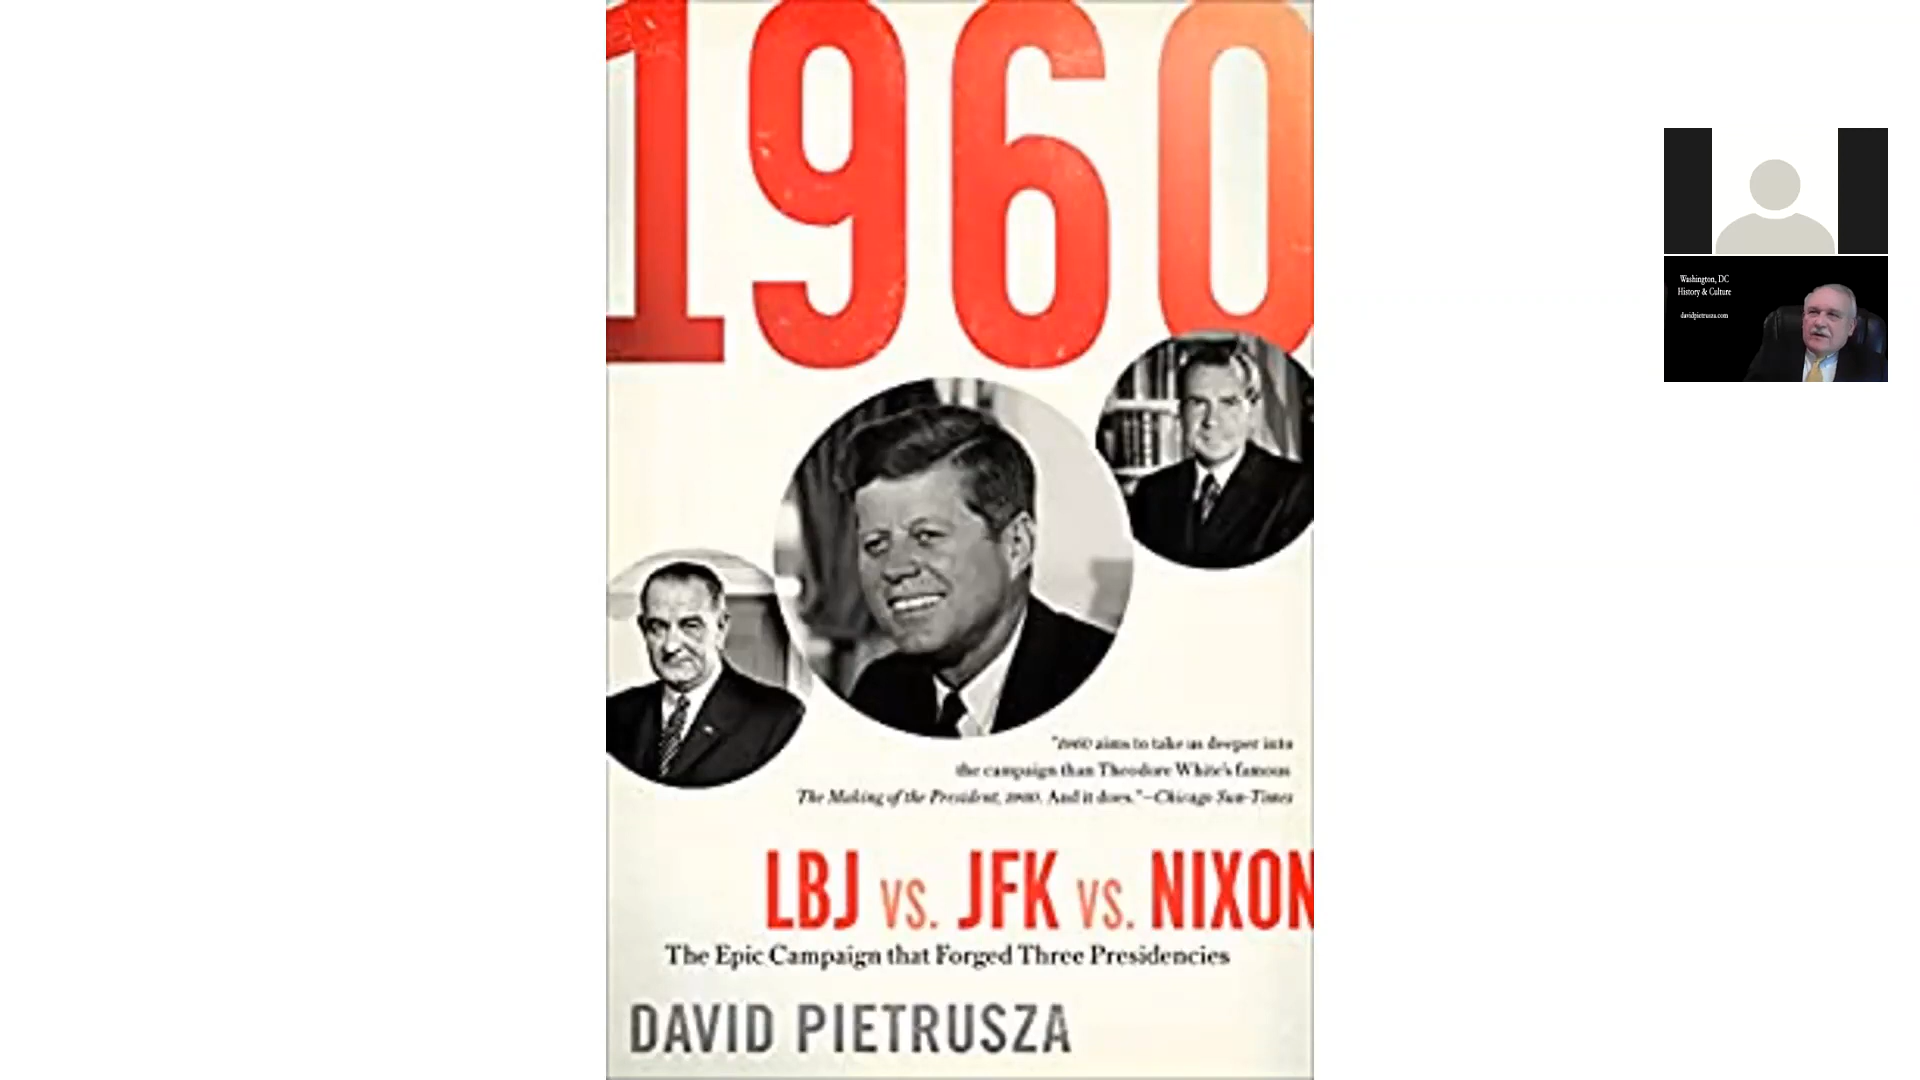 1960
"1960 aims to take us deeper into
the campaign than Theodore White's famous
The Making of the President, 1960. And it does."—Chicago Sun-Times
LBJ VS. JFK VS. NIXON
The Epic Campaign that Forged Three Presidencies
DAVID PIETRUSZA
Washington, DC
History & Culture
davidpietrusza.com